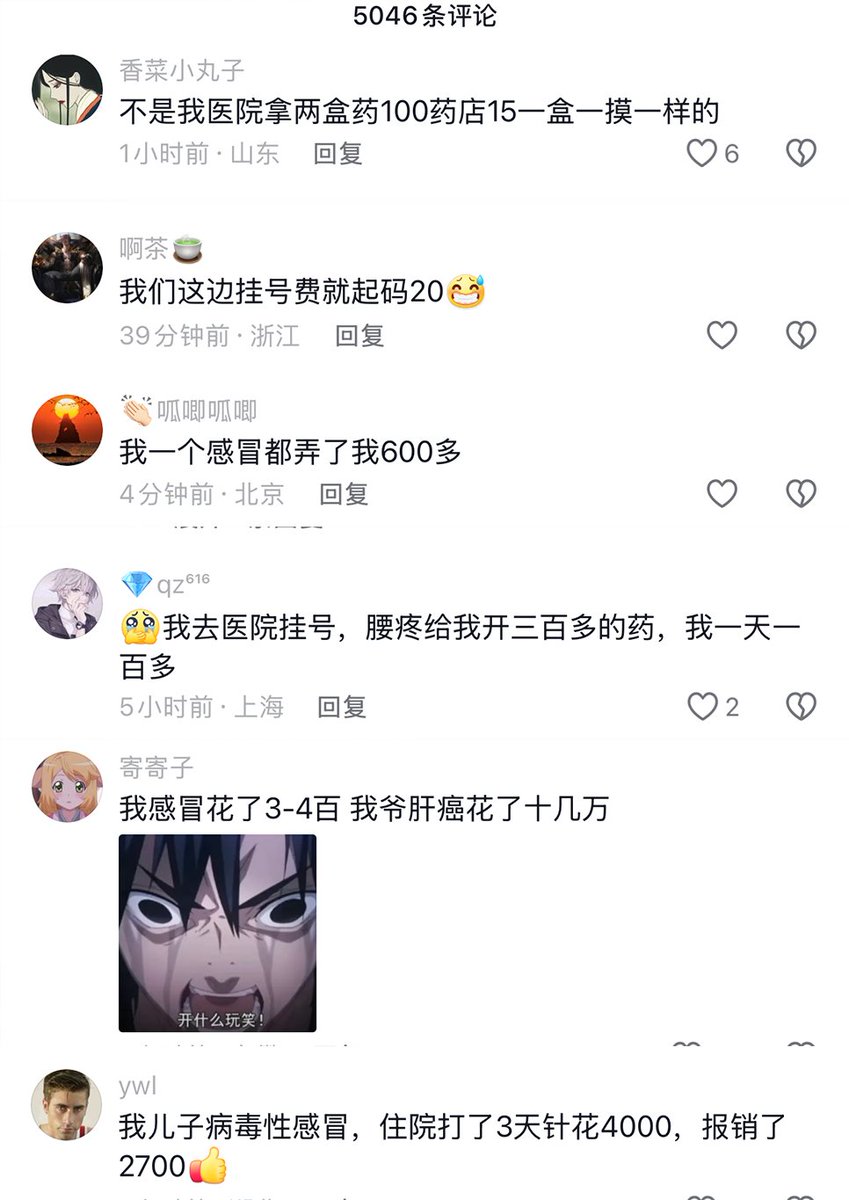 5046条评论
香菜小丸子
不是我医院拿两盒药100药店15一盒一摸一样的
1小时前·山东 回复
6
啊茶🍵
我们这边挂号费就起码20😅
39分钟前·浙江 回复
👏🏻呱唧呱唧
我一个感冒都弄了我600多
4分钟前·北京 回复
💎qz⁶¹⁶
🥹我去医院挂号，腰疼给我开三百多的药，我一天一
百多
5小时前·上海 回复
2
寄寄子
我感冒花了3-4百 我爷肝癌花了十几万
开什么玩笑！
ywl
我儿子病毒性感冒，住院打了3天针花4000，报销了
2700👍